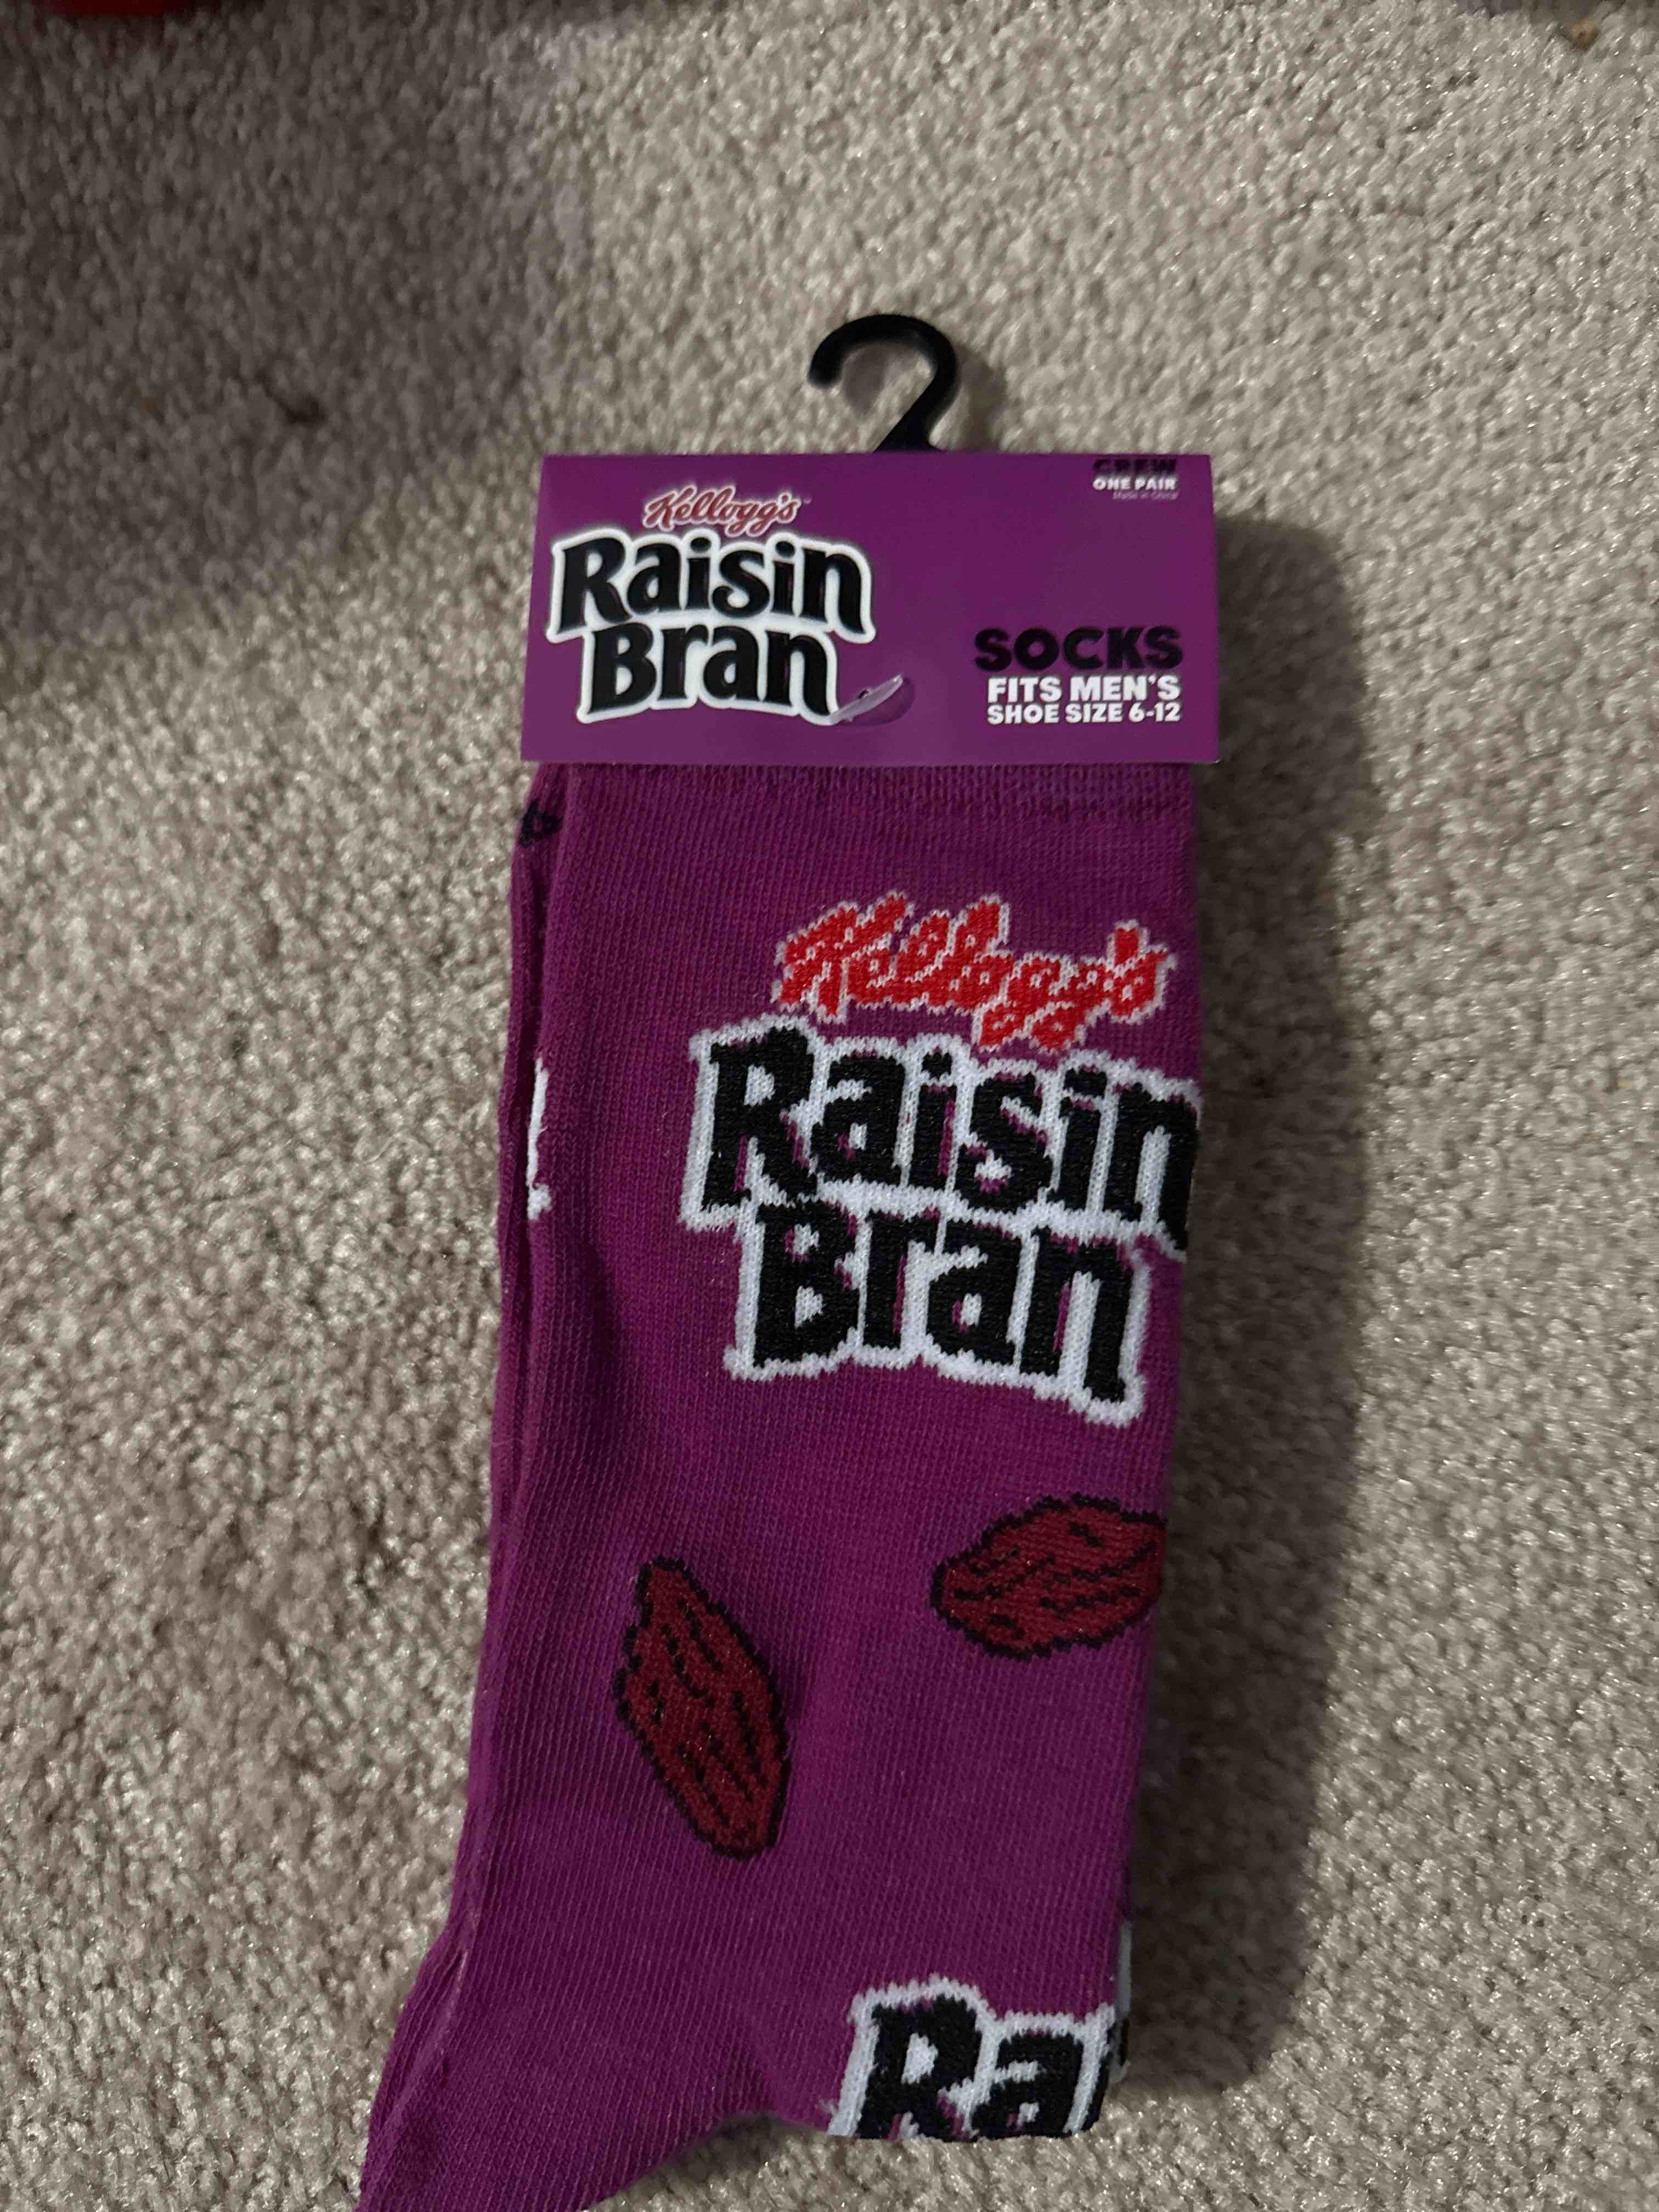 Kellogg's
Raisin
Bran
CREW
ONE PAIR
Made in China
SOCKS
FITS MEN'S
SHOE SIZE 6-12
Kellogg's
Raisin
Bran
Ra